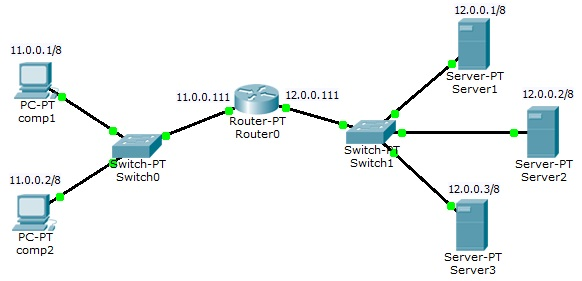 11.0.0.1/8
PC-PT
comp1
11.0.0.2/8
PC-PT
comp2
Switch-PT
Switch0
11.0.0.111
Router-PT
Router0
12.0.0.111
Switch-PT
Switch1
12.0.0.1/8
Server-PT
Server1
12.0.0.2/8
Server-PT
Server2
12.0.0.3/8
Server-PT
Server3